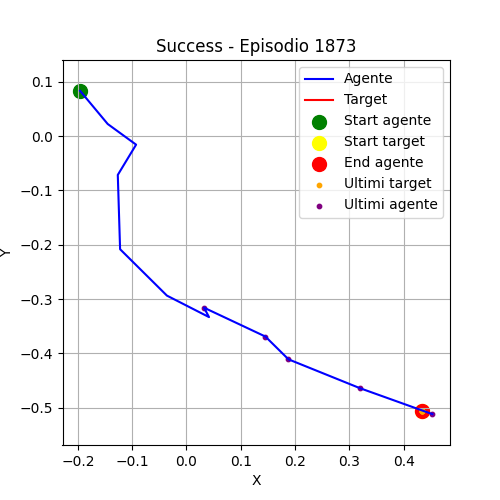 Success - Episodio 1873
Agente
Target
Start agente
Start target
End agente
Ultimi target
Ultimi agente
0.1
0.0
−0.1
−0.2
−0.3
−0.4
−0.5
Y
−0.2
−0.1
0.0
0.1
0.2
0.3
0.4
X